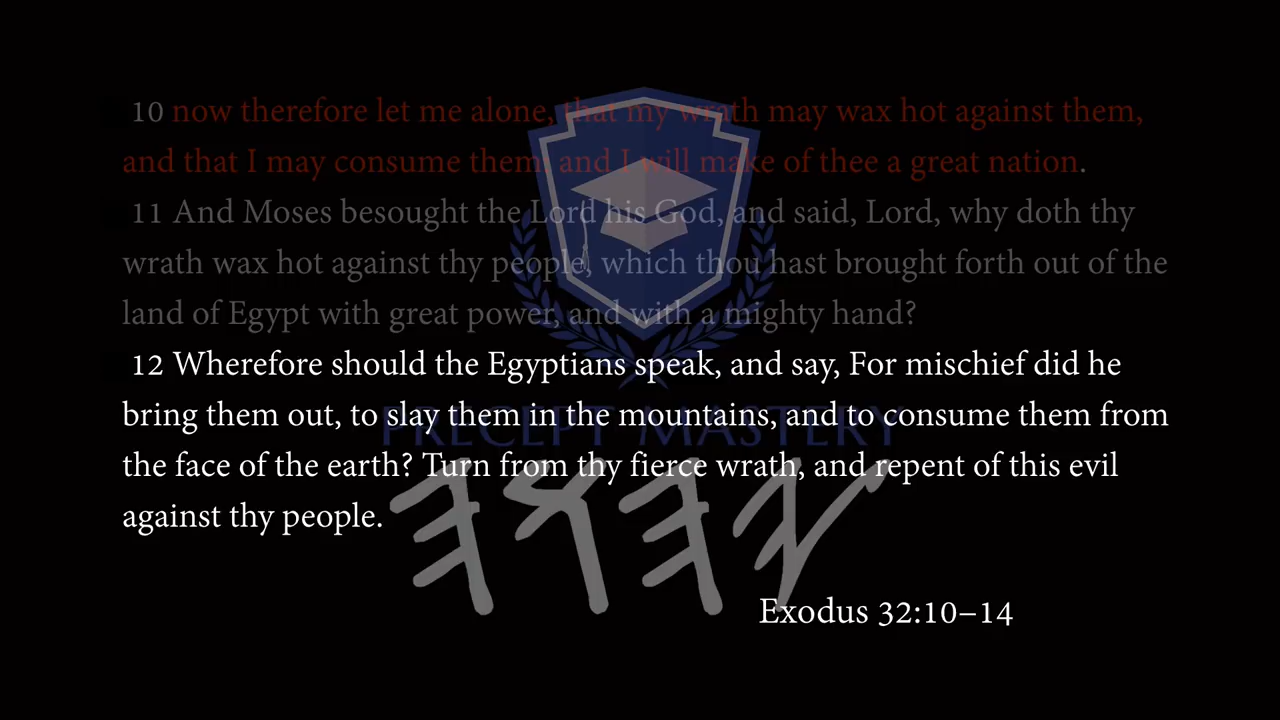 10 now therefore let me alone, that my wrath may wax hot against them,
and that I may consume them, and I will make of thee a great nation.
11 And Moses besought the Lord his God, and said, Lord, why doth thy
wrath wax hot against thy people, which thou hast brought forth out of the
land of Egypt with great power, and with a mighty hand?
12 Wherefore should the Egyptians speak, and say, For mischief did he
bring them out, to slay them in the mountains, and to consume them from
PRECEPT MASTERY
the face of the earth? Turn from thy fierce wrath, and repent of this evil
against thy people.
𐤉𐤄𐤅𐤄
Exodus 32:10–14